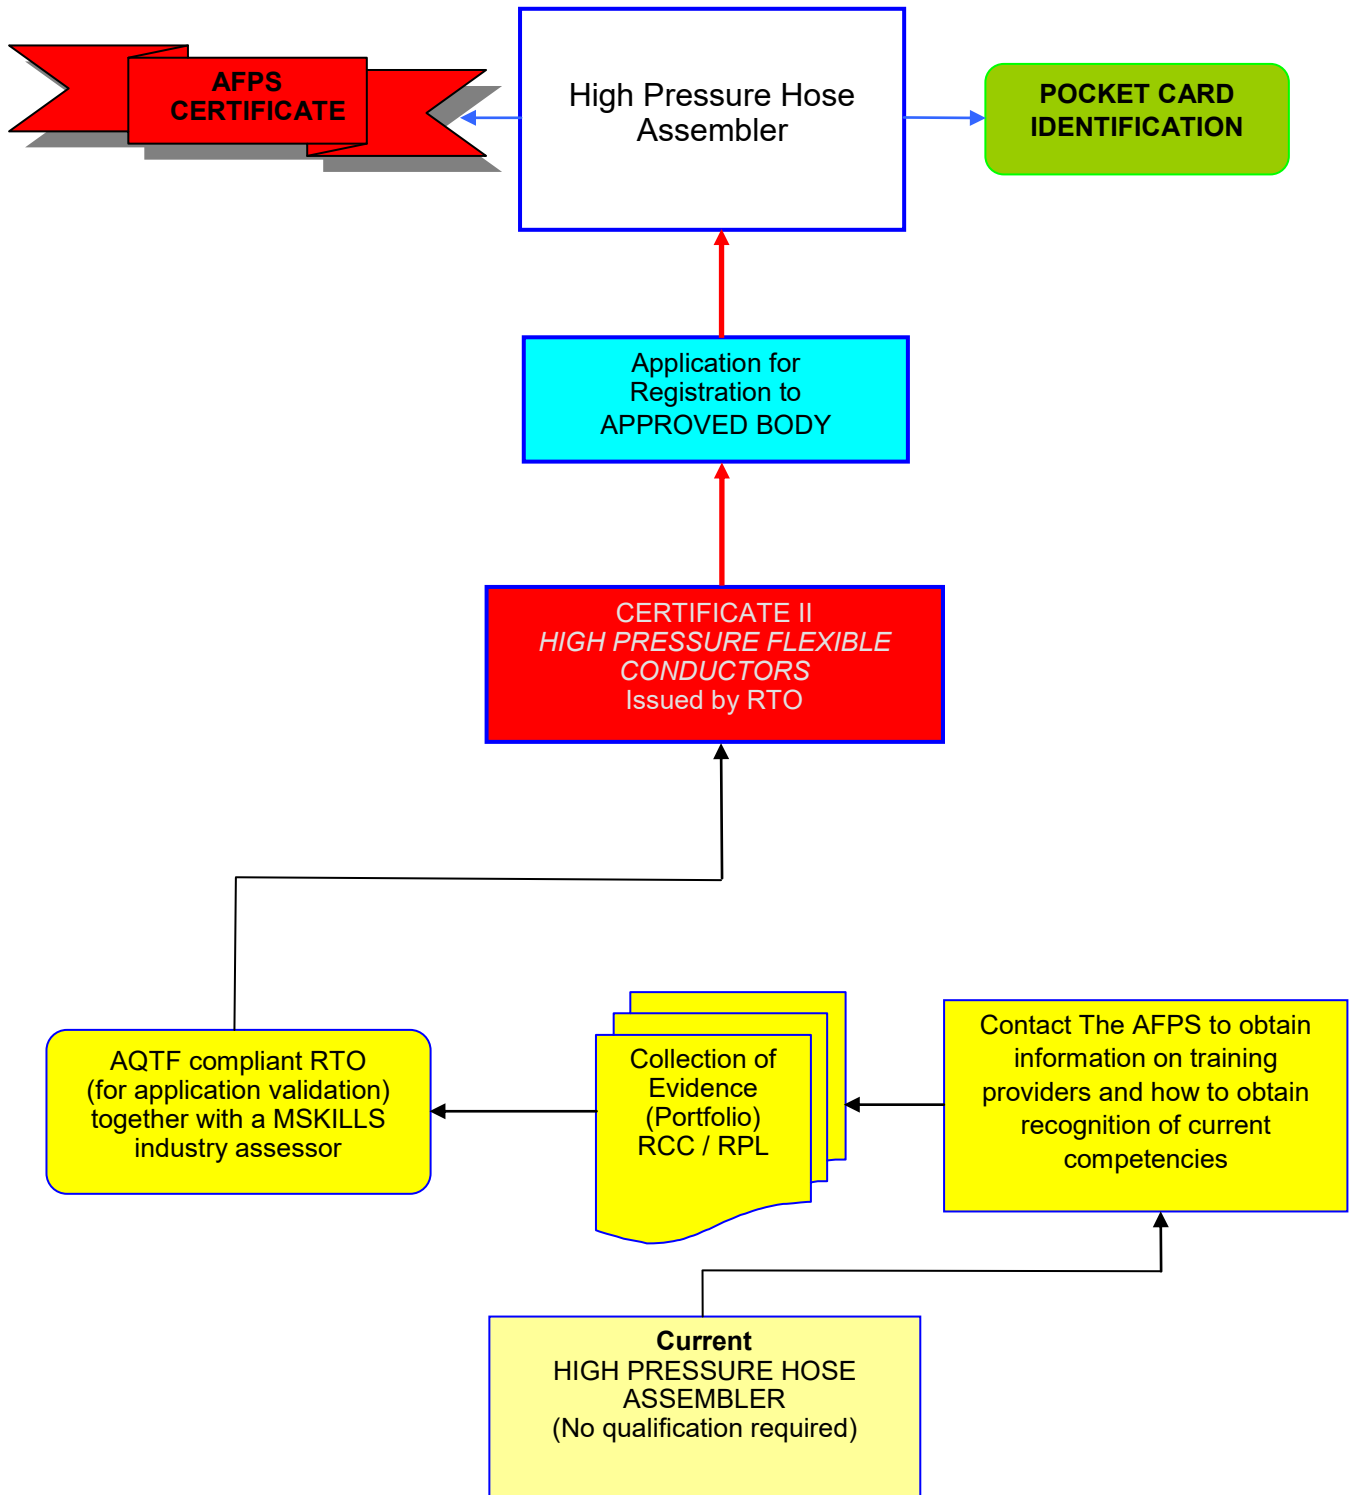 AFPS
CERTIFICATE
High Pressure Hose
Assembler
POCKET CARD
IDENTIFICATION
Application for
Registration to
APPROVED BODY
CERTIFICATE II
HIGH PRESSURE FLEXIBLE
CONDUCTORS
Issued by RTO
AQTF compliant RTO
(for application validation)
together with a MSKILLS
industry assessor
Collection of
Evidence
(Portfolio)
RCC / RPL
Contact The AFPS to obtain
information on training
providers and how to obtain
recognition of current
competencies
Current
HIGH PRESSURE HOSE
ASSEMBLER
(No qualification required)